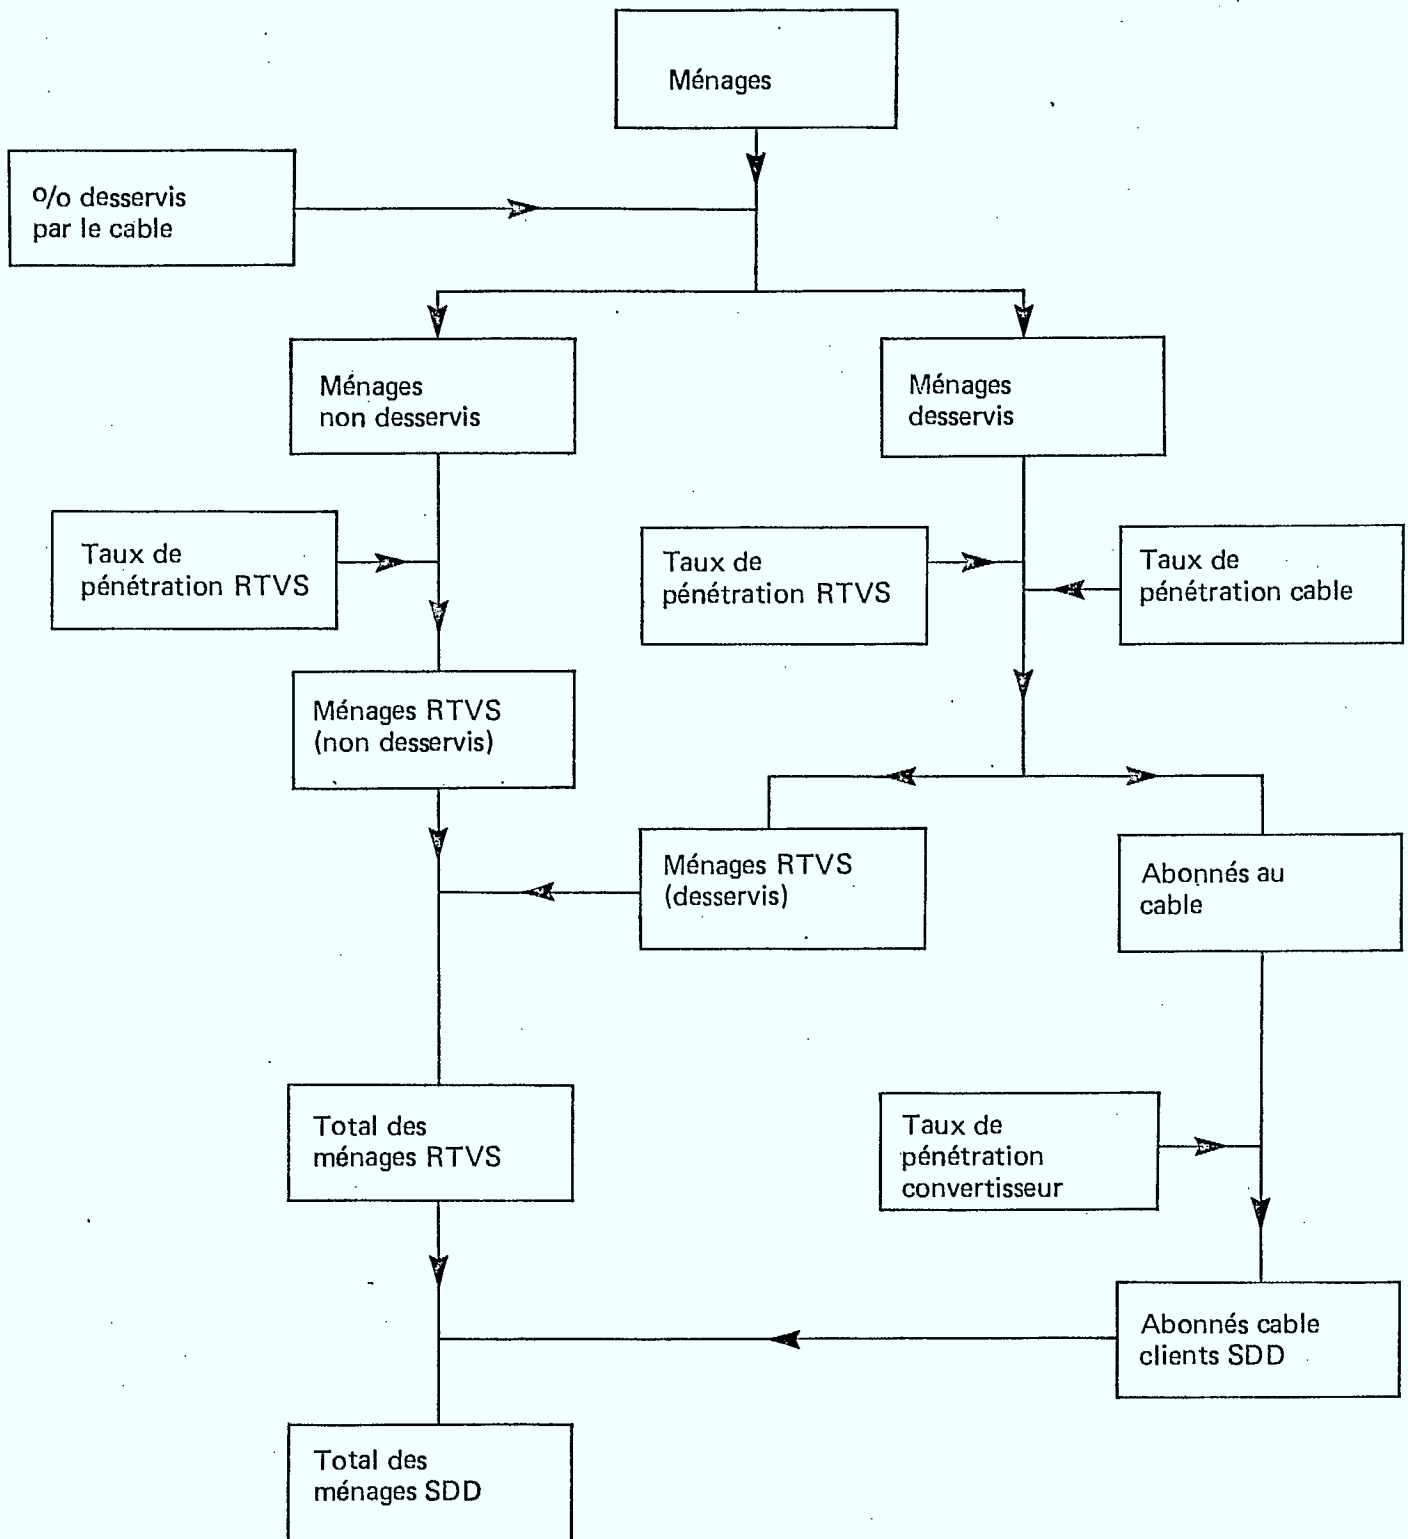 Ménages
o/o desservis
par le cable
Ménages
non desservis
Ménages
desservis
Taux de
pénétration RTVS
Taux de
pénétration RTVS
Taux de
pénétration cable
Ménages RTVS
(non desservis)
Ménages RTVS
(desservis)
Abonnés au
cable
Total des
ménages RTVS
Taux de
pénétration
convertisseur
Abonnés cable
clients SDD
Total des
ménages SDD